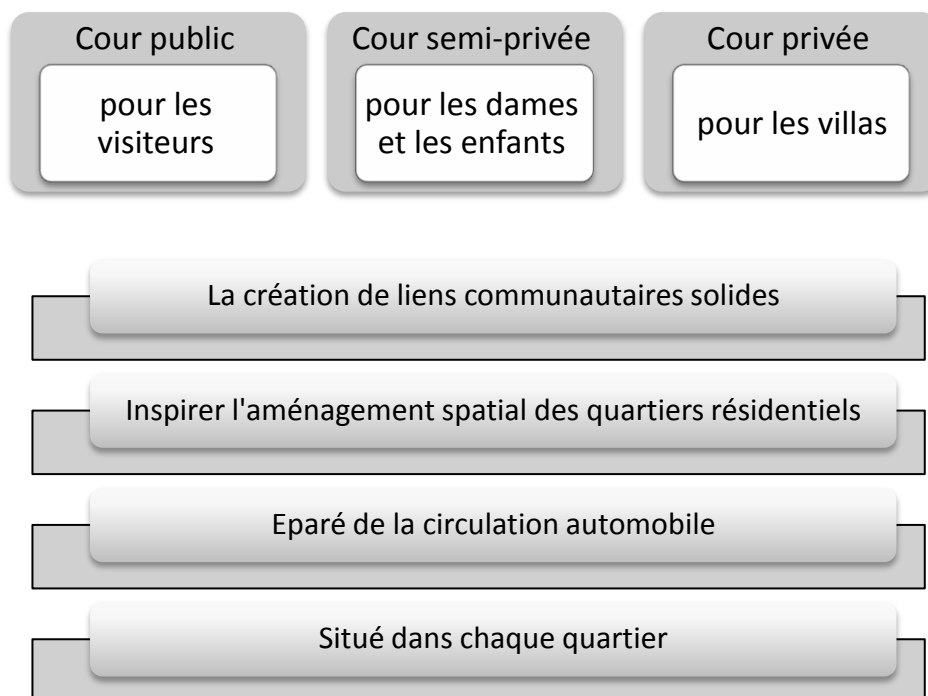 Cour public
pour les
visiteurs
Cour semi-privée
pour les dames
et les enfants
Cour privée
pour les villas
La création de liens communautaires solides
Inspirer l'aménagement spatial des quartiers résidentiels
Eparé de la circulation automobile
Situé dans chaque quartier